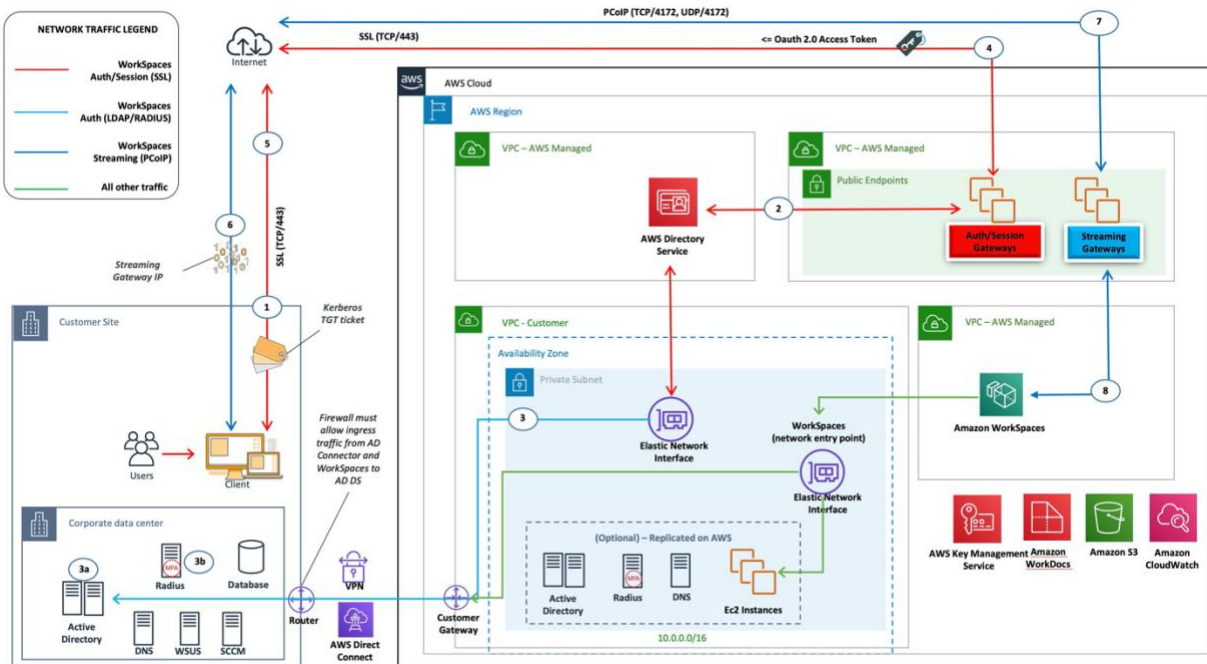 PCoIP (TCP/4172, UDP/4172)
7
NETWORK TRAFFIC LEGEND
WorkSpaces
Auth/Session (SSL)
WorkSpaces
Auth (LDAP/RADIUS)
WorkSpaces
Streaming (PCoIP)
All other traffic
Internet
SSL (TCP/443)
<= Oauth 2.0 Access Token
4
aws
AWS Cloud
AWS Region
VPC – AWS Managed
VPC – AWS Managed
Public Endpoints
5
6
SSL (TCP/443)
Streaming
Gateway IP
2
AWS Directory
Service
Auth/Session
Gateways
Streaming
Gateways
1
Kerberos
TGT ticket
Customer Site
Users
Client
Firewall must
allow ingress
traffic from AD
Connector and
WorkSpaces to
AD DS
VPC - Customer
Availability Zone
Private Subnet
3
Elastic Network
Interface
WorkSpaces
(network entry point)
Elastic Network
Interface
VPC – AWS Managed
Amazon WorkSpaces
8
Corporate data center
3a
3b
MFA
Radius
Database
Active
Directory
DNS
WSUS
SCCM
Router
VPN
AWS Direct
Connect
Customer
Gateway
(Optional) – Replicated on AWS
Active
Directory
MFA
Radius
DNS
Ec2 Instances
10.0.0.0/16
AWS Key Management
Service
Amazon
WorkDocs
Amazon S3
Amazon
CloudWatch